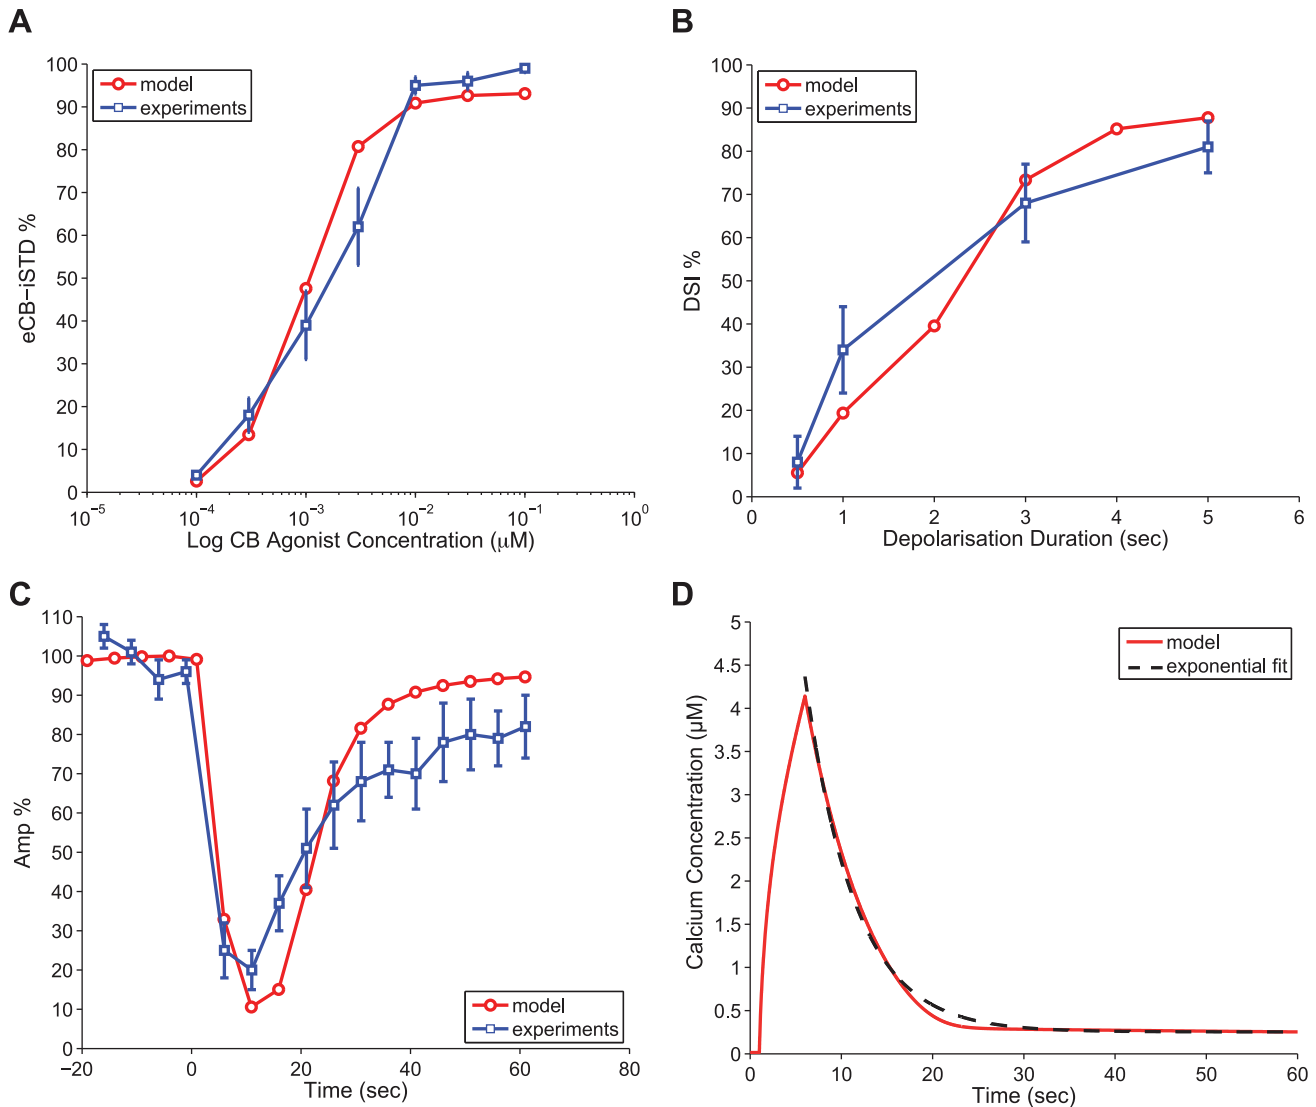 A
100
90
80
70
60
50
40
30
20
10
0
eCB−iSTD %
model
experiments
10−5 10−4 10−3 10−2 10−1 100
Log CB Agonist Concentration (μM)
B
100
90
80
70
60
50
40
30
20
10
0
DSI %
model
experiments
0 1 2 3 4 5 6
Depolarisation Duration (sec)
C
110
100
90
80
70
60
50
40
30
20
10
0
Amp %
model
experiments
−20 0 20 40 60 80
Time (sec)
D
5
4.5
4
3.5
3
2.5
2
1.5
1
0.5
0
Calcium Concentration (μM)
model
exponential fit
0 10 20 30 40 50 60
Time (sec)